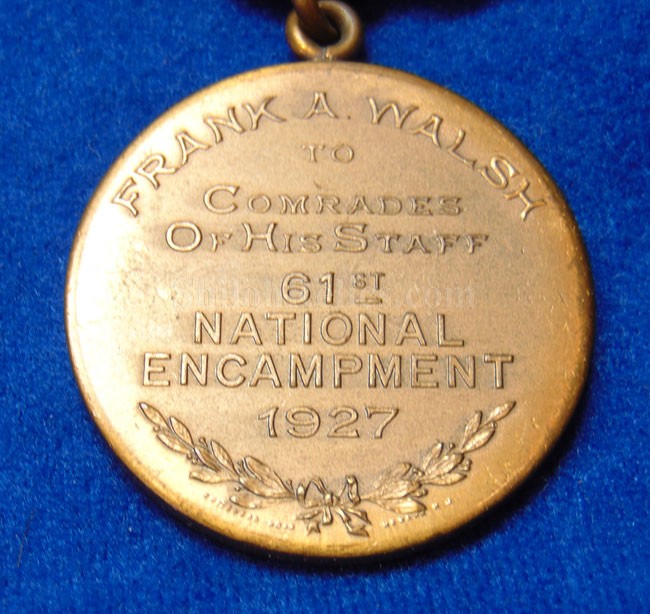 FRANK A. WALSH
TO
COMRADES
OF HIS STAFF
61ST
NATIONAL
ENCAMPMENT
1927